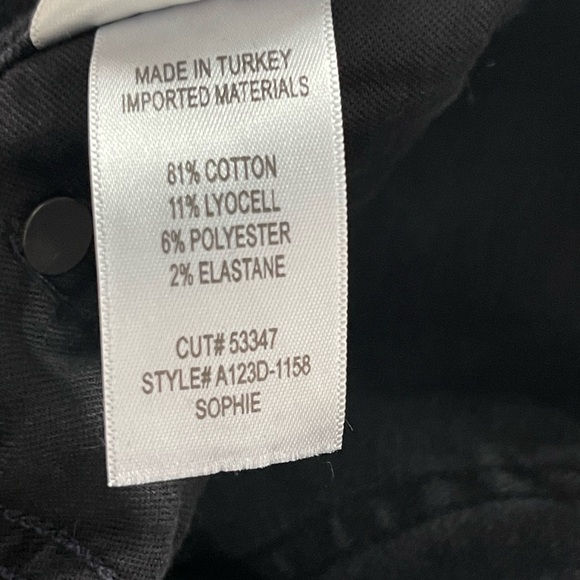 MADE IN TURKEY
IMPORTED MATERIALS
81% COTTON
11% LYOCELL
6% POLYESTER
2% ELASTANE
CUT# 53347
STYLE# A123D-1158
SOPHIE